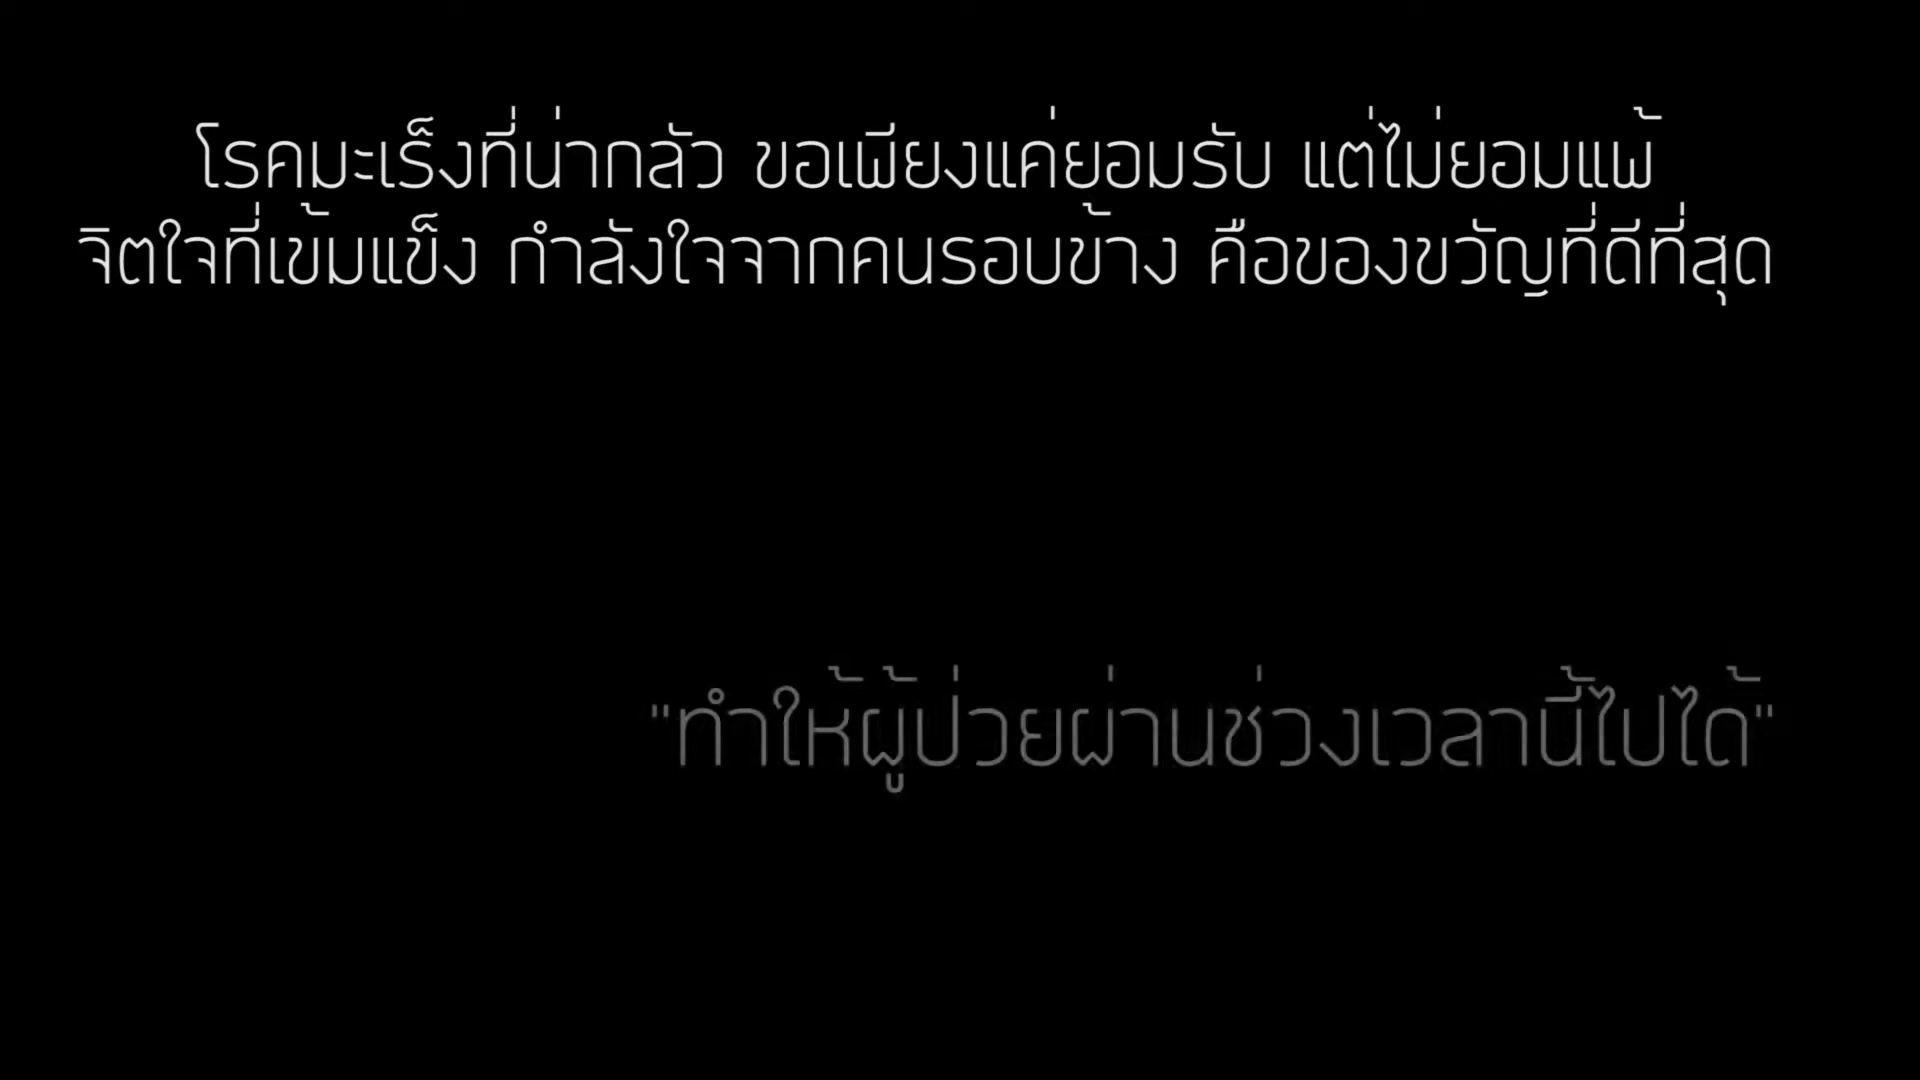 โรคมะเร็งที่น่ากลัว ขอเพียงแค่ยอมรับ แต่ไม่ยอมแพ้
จิตใจที่เข้มแข็ง กำลังใจจากคนรอบข้าง คือของขวัญที่ดีที่สุด
"ทำให้ผู้ป่วยผ่านช่วงเวลานี้ไปได้"